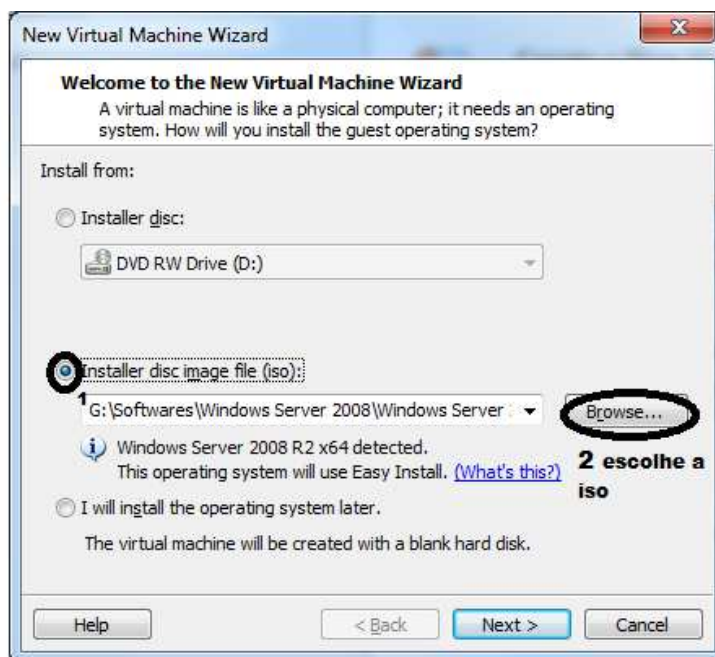 New Virtual Machine Wizard
Welcome to the New Virtual Machine Wizard
A virtual machine is like a physical computer; it needs an operating
system. How will you install the guest operating system?
Install from:
Installer disc:
DVD RW Drive (D:)
Installer disc image file (iso):
1
G:\Softwares\Windows Server 2008\Windows Server
Browse...
Windows Server 2008 R2 x64 detected.
This operating system will use Easy Install. (What's this?)
2 escolhe a
iso
I will install the operating system later.
The virtual machine will be created with a blank hard disk.
Help
< Back
Next >
Cancel